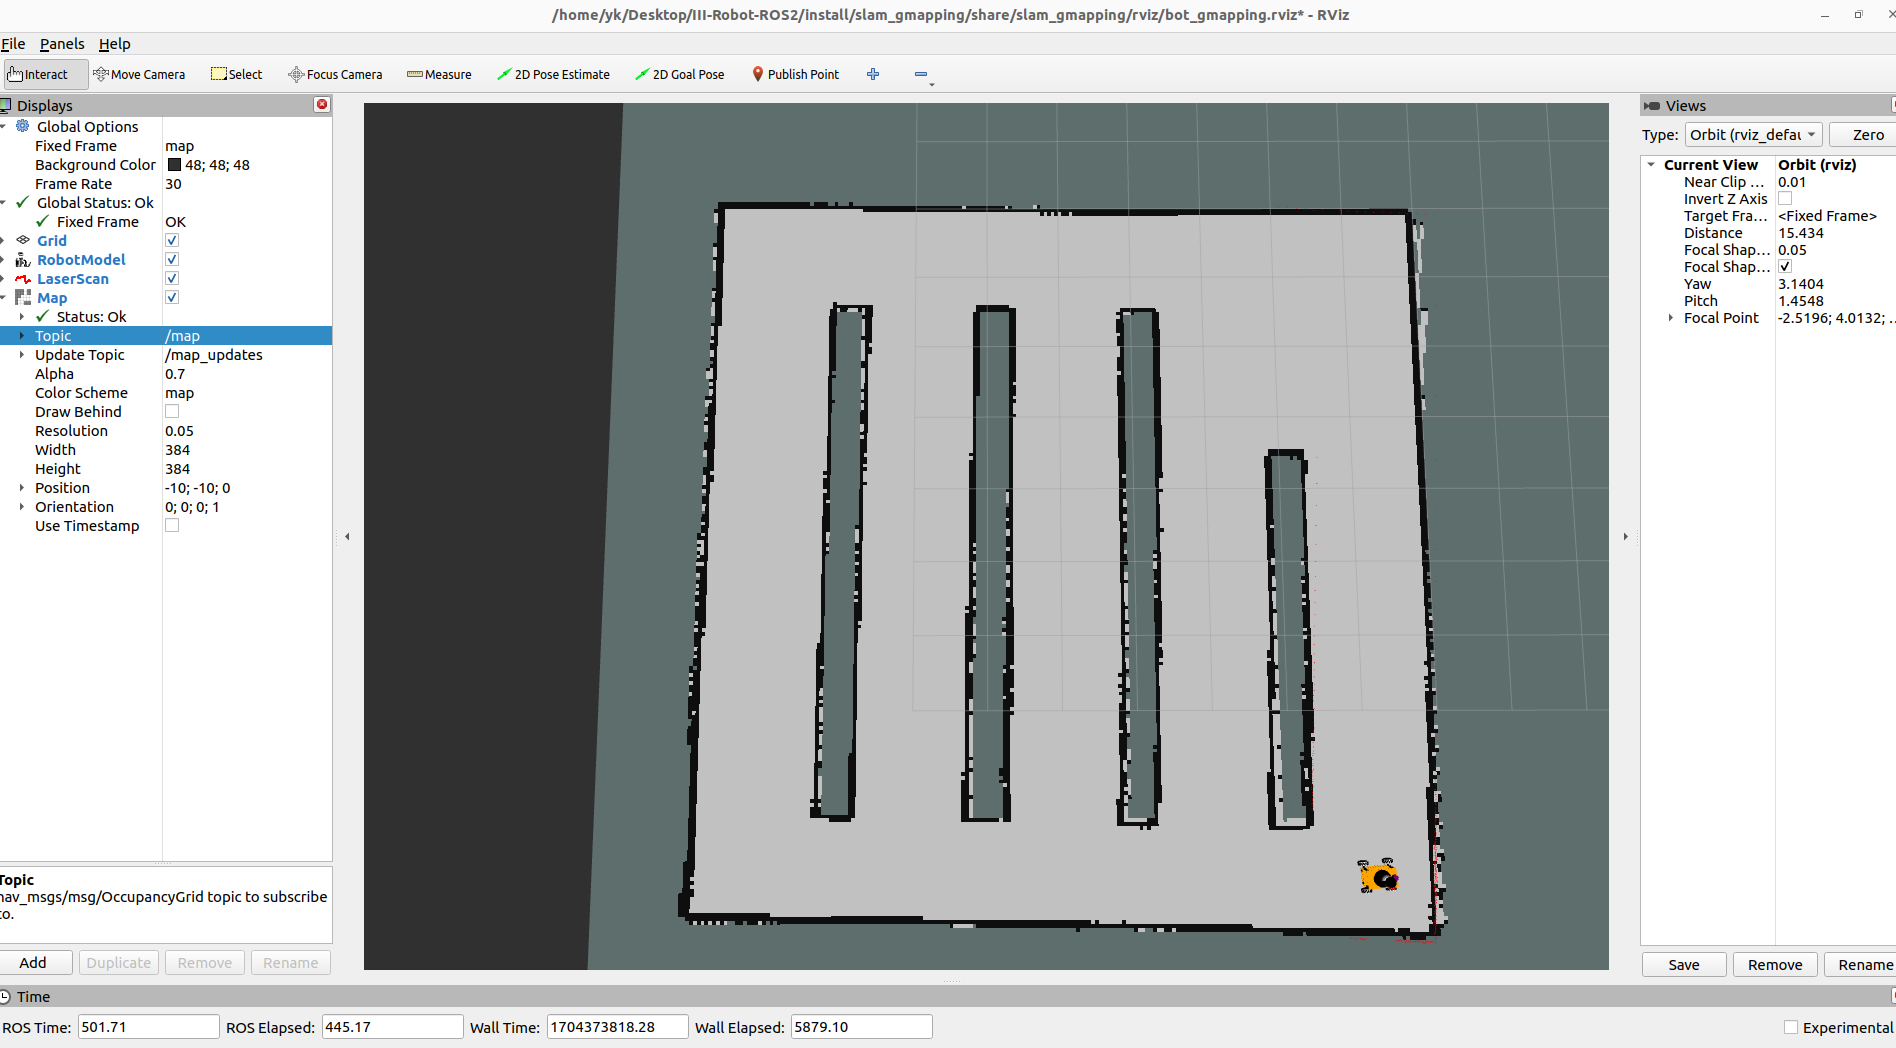 /home/yk/Desktop/III-Robot-ROS2/install/slam_gmapping/share/slam_gmapping/rviz/bot_gmapping.rviz* - RViz
File Panels Help
Interact Move Camera Select Focus Camera Measure 2D Pose Estimate 2D Goal Pose Publish Point
Displays
Global Options
Fixed Frame map
Background Color 48; 48; 48
Frame Rate 30
Global Status: Ok
Fixed Frame OK
Grid
RobotModel
LaserScan
Map
Status: Ok
Topic /map
Update Topic /map_updates
Alpha 0.7
Color Scheme map
Draw Behind
Resolution 0.05
Width 384
Height 384
Position -10; -10; 0
Orientation 0; 0; 0; 1
Use Timestamp
Topic
nav_msgs/msg/OccupancyGrid topic to subscribe
to.
Add Duplicate Remove Rename
Views
Type: Orbit (rviz_defau Zero
Current View Orbit (rviz)
Near Clip ... 0.01
Invert Z Axis
Target Fra... <Fixed Frame>
Distance 15.434
Focal Shap... 0.05
Focal Shap...
Yaw 3.1404
Pitch 1.4548
Focal Point -2.5196; 4.0132; ..
Save Remove Rename
Time
ROS Time: 501.71 ROS Elapsed: 445.17 Wall Time: 1704373818.28 Wall Elapsed: 5879.10 Experimental